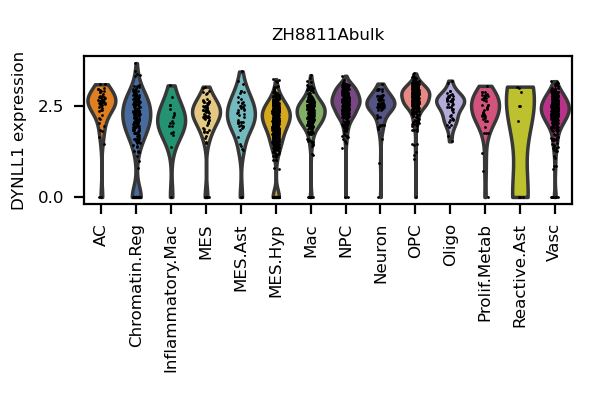 ZH8811Abulk
DYNLL1 expression
2.5
0.0
AC
Chromatin.Reg
Inflammatory.Mac
MES
MES.Ast
MES.Hyp
Mac
NPC
Neuron
OPC
Oligo
Prolif.Metab
Reactive.Ast
Vasc